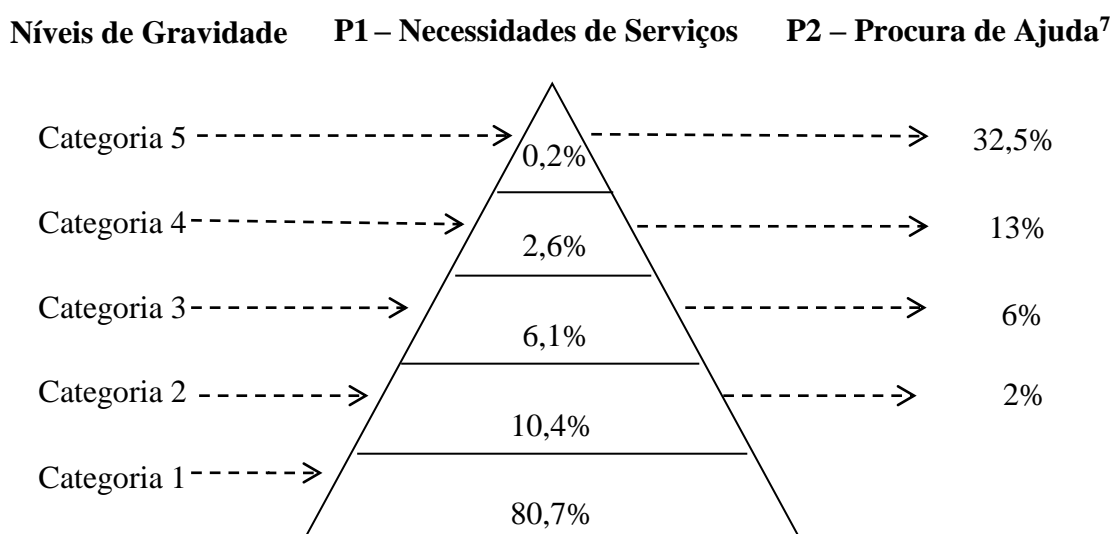 Níveis de Gravidade P1 – Necessidades de Serviços P2 – Procura de Ajuda⁷
Categoria 5 0,2% 32,5%
Categoria 4 2,6% 13%
Categoria 3 6,1% 6%
Categoria 2 10,4% 2%
Categoria 1 80,7%